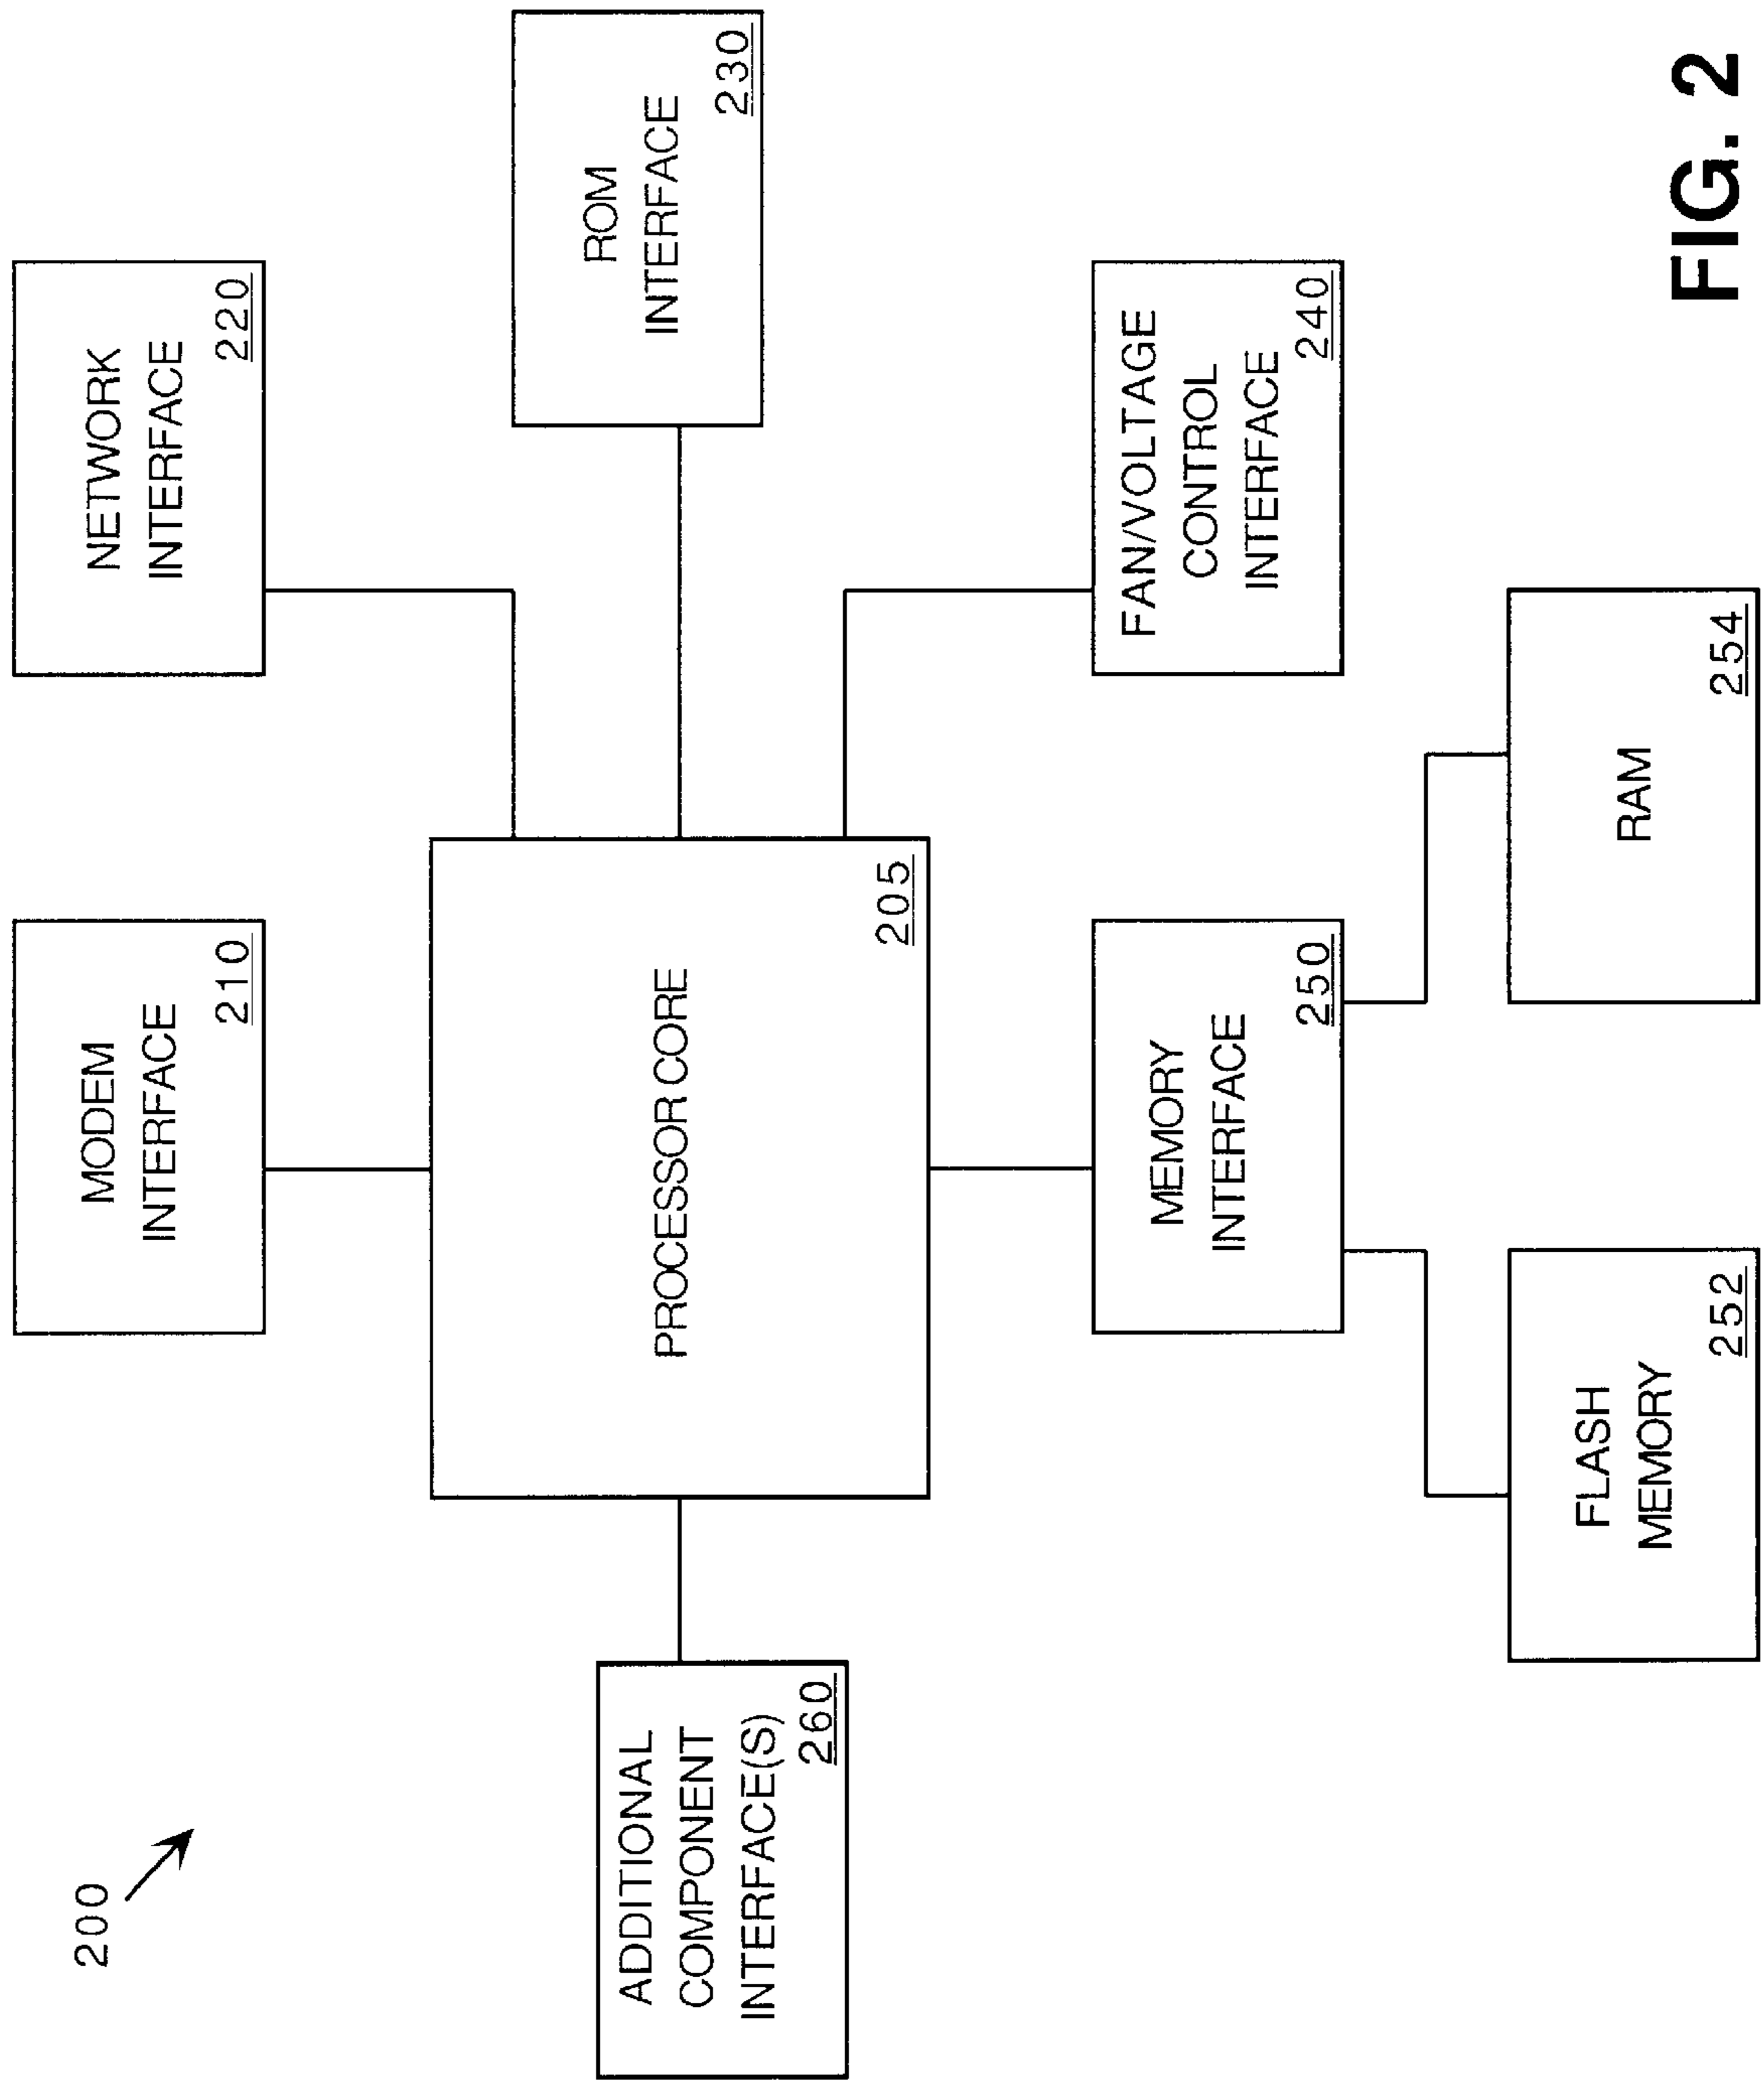 200
MODEM
INTERFACE
210
NETWORK
INTERFACE
220
ADDITIONAL
COMPONENT
INTERFACE(S)
260
PROCESSOR CORE
205
ROM
INTERFACE
230
MEMORY
INTERFACE
250
FAN/VOLTAGE
CONTROL
INTERFACE
240
FLASH
MEMORY
252
RAM
254
FIG. 2